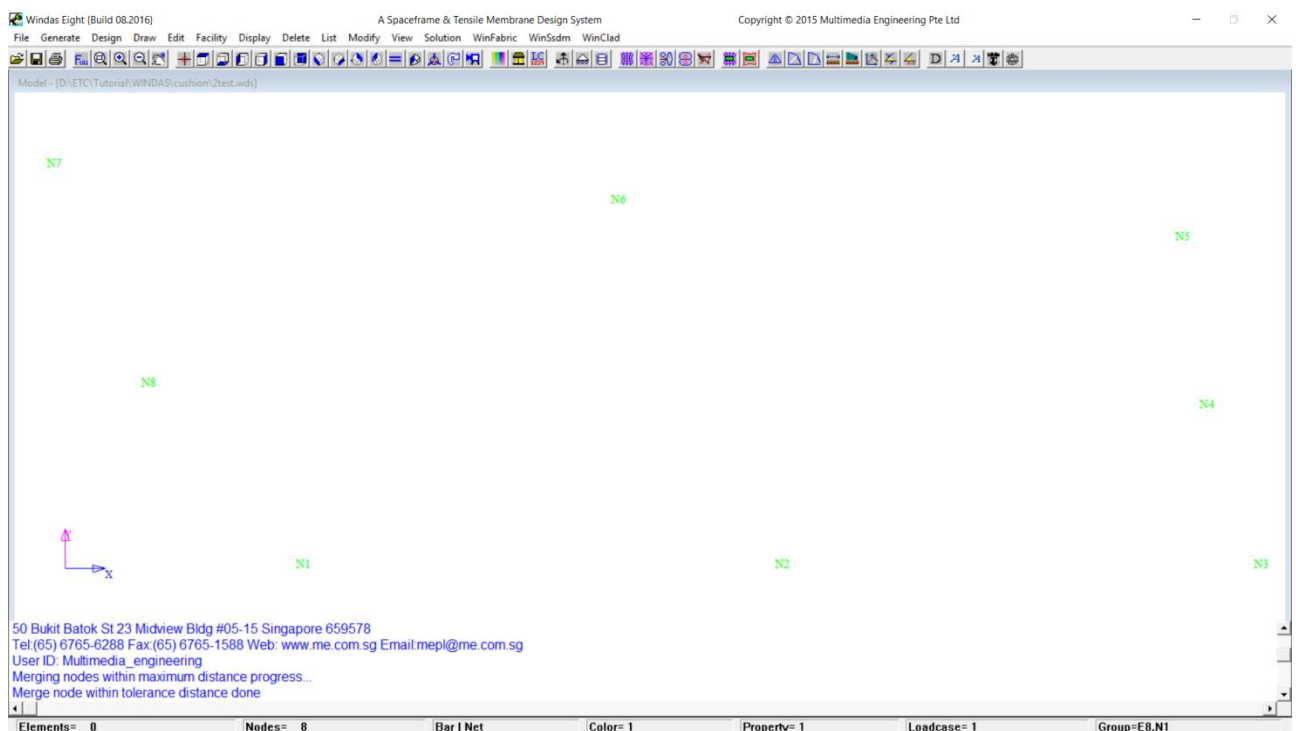 Windas Eight (Build 08.2016) A Spaceframe & Tensile Membrane Design System Copyright © 2015 Multimedia Engineering Pte Ltd
File Generate Design Draw Edit Facility Display Delete List Modify View Solution WinFabric WinSsdm WinClad
Model - [D:\ETC\Tutorial\WINDAS\cushion\2test.wds]
N7
N6
N5
N8
N4
Y
X
N1 N2 N3
50 Bukit Batok St 23 Midview Bldg #05-15 Singapore 659578
Tel:(65) 6765-6288 Fax:(65) 6765-1588 Web: www.me.com.sg Email:mepl@me.com.sg
User ID: Multimedia_engineering
Merging nodes within maximum distance progress...
Merge node within tolerance distance done
Elements= 0 Nodes= 8 Bar | Net Color= 1 Property= 1 Loadcase= 1 Group=E8,N1